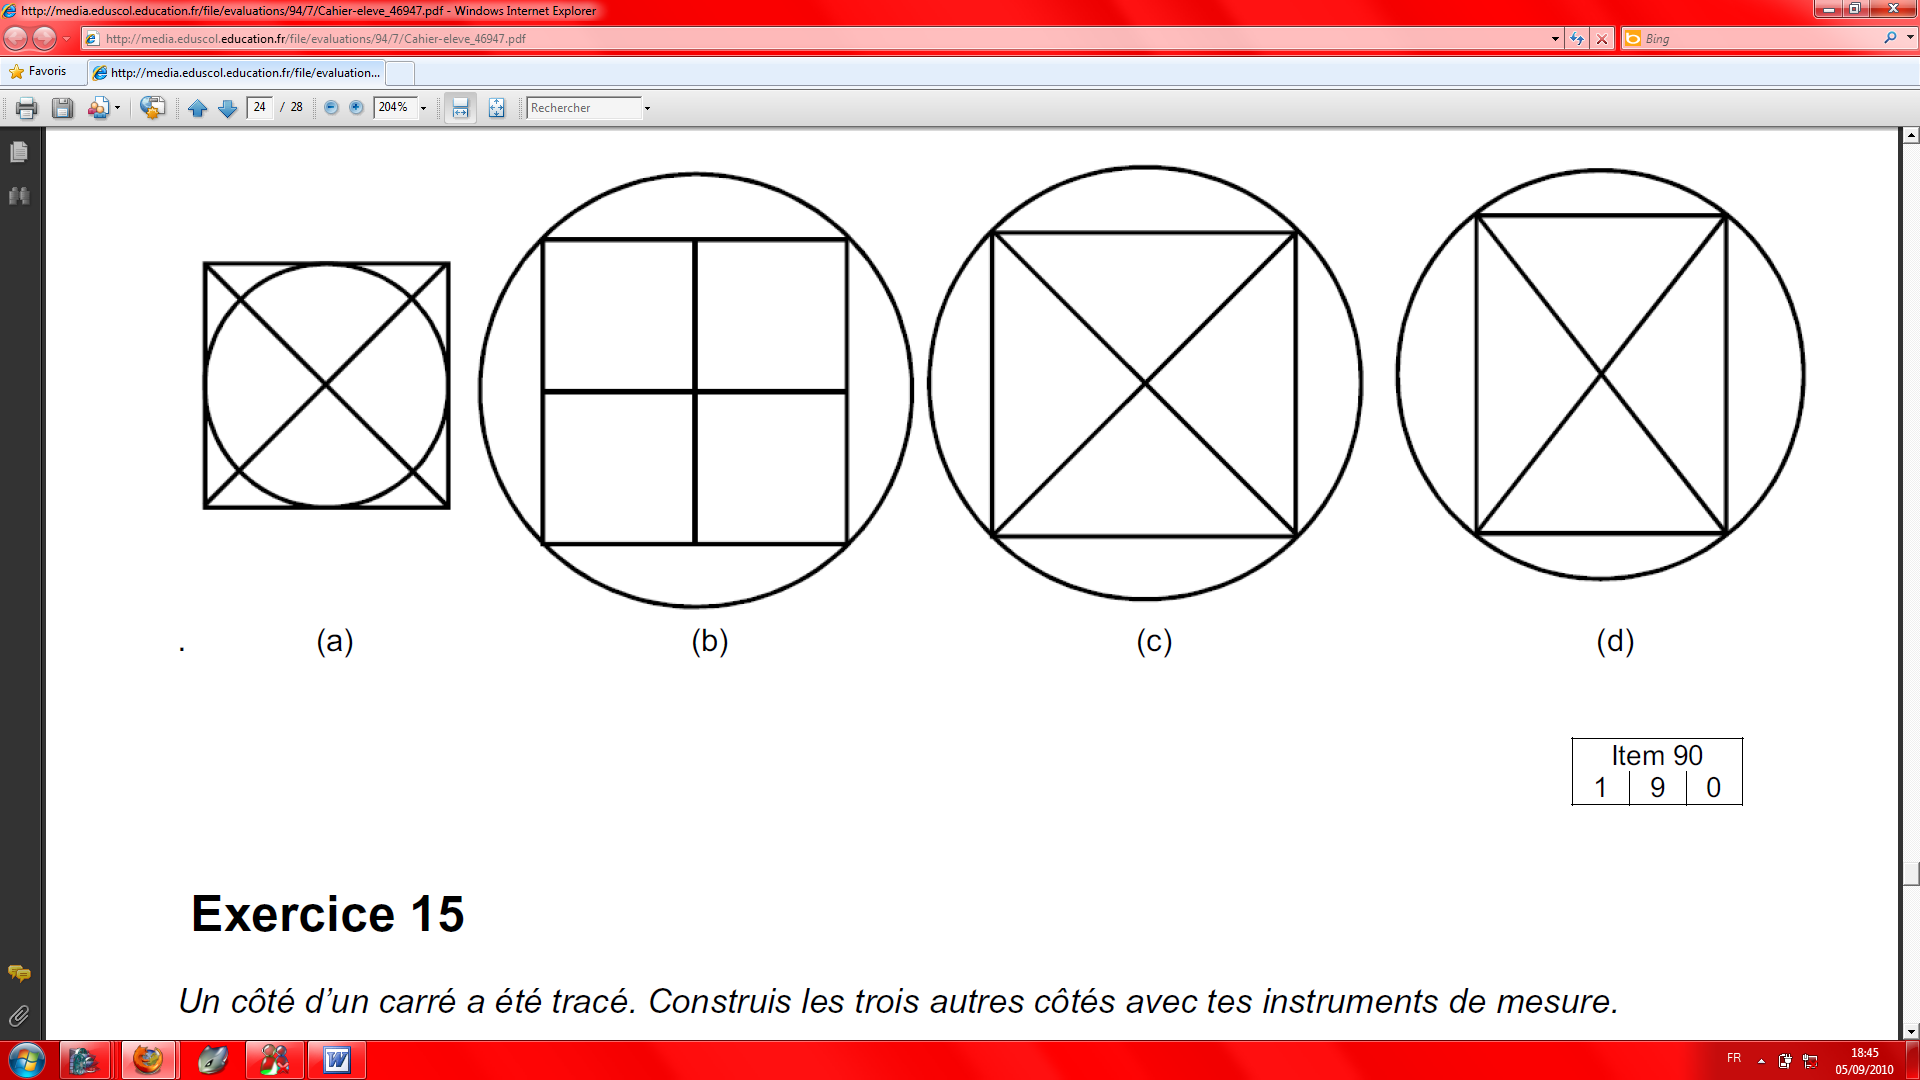 http://media.eduscol.education.fr/file/evaluations/94/7/Cahier-eleve_46947.pdf - Windows Internet Explorer
http://media.eduscol.education.fr/file/evaluations/94/7/Cahier-eleve_46947.pdf
Bing
Favoris
http://media.eduscol.education.fr/file/evaluation...
24 / 28
204%
Rechercher
. (a) (b) (c) (d)
Item 90
1 9 0
Exercice 15
Un côté d’un carré a été tracé. Construis les trois autres côtés avec tes instruments de mesure.
FR
18:45
05/09/2010